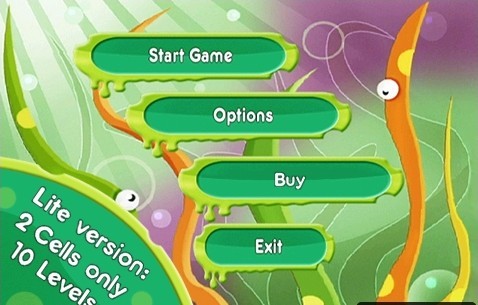 Start Game
Options
Buy
Exit
Lite version:
2 Cells only
10 Levels